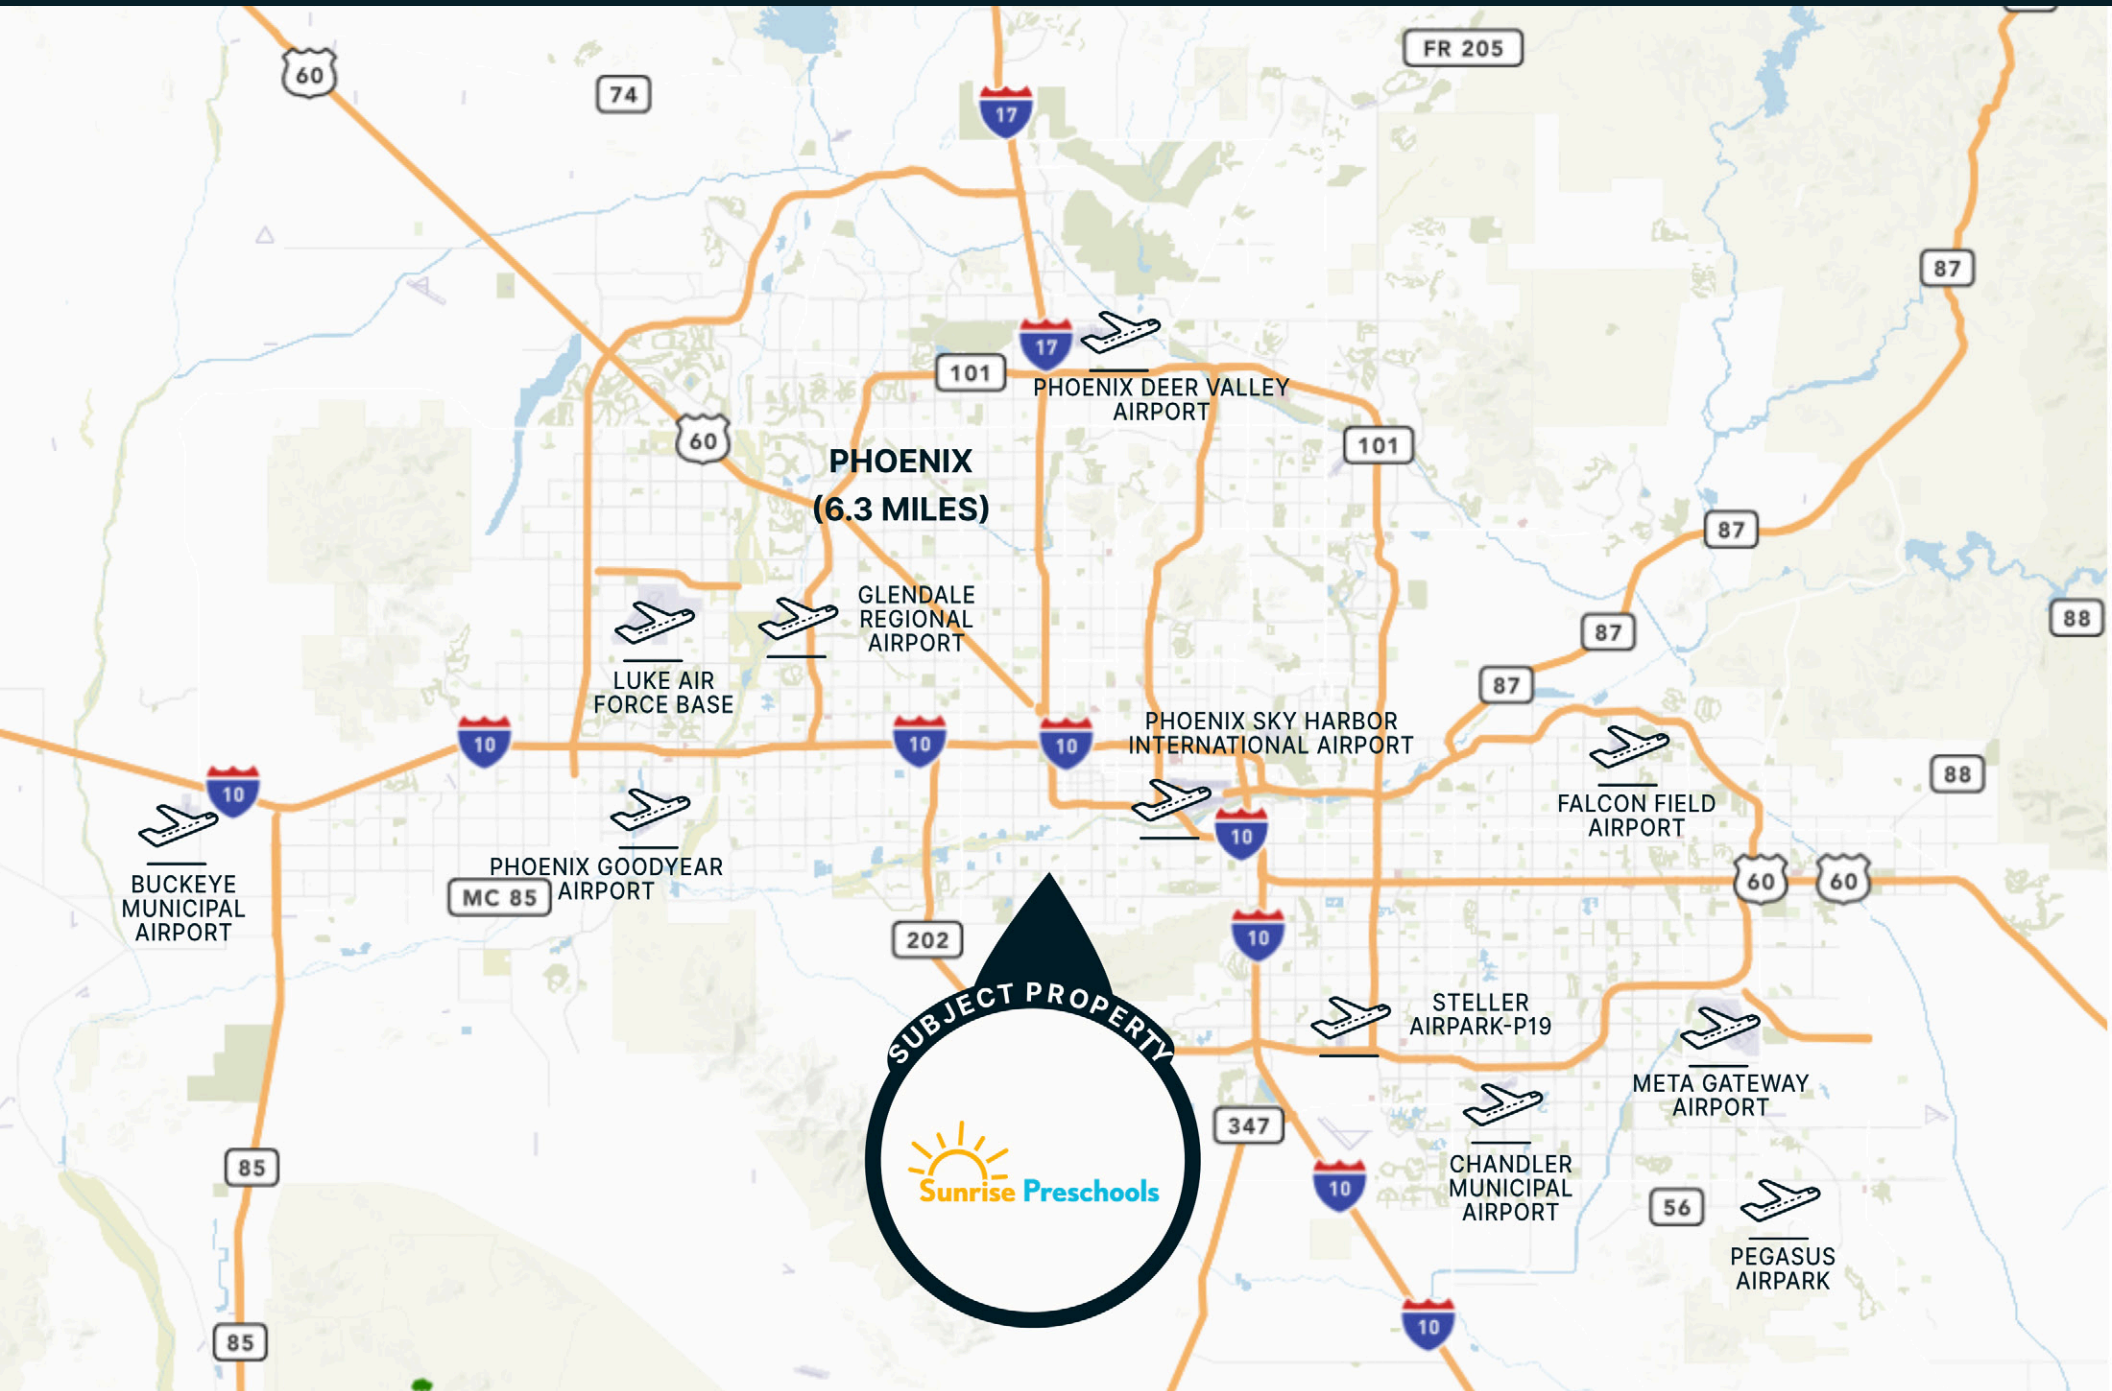 60
74
17
FR 205
87
17
101
PHOENIX DEER VALLEY
AIRPORT
60
101
PHOENIX
(6.3 MILES)
87
87
88
GLENDALE
REGIONAL
AIRPORT
LUKE AIR
FORCE BASE
87
10
10
10
PHOENIX SKY HARBOR
INTERNATIONAL AIRPORT
10
88
FALCON FIELD
AIRPORT
10
BUCKEYE
MUNICIPAL
AIRPORT
PHOENIX GOODYEAR
AIRPORT
MC 85
60
60
202
10
SUBJECT PROPERTY
STELLER
AIRPARK-P19
META GATEWAY
AIRPORT
347
85
10
CHANDLER
MUNICIPAL
AIRPORT
56
Sunrise Preschools
PEGASUS
AIRPARK
85
10